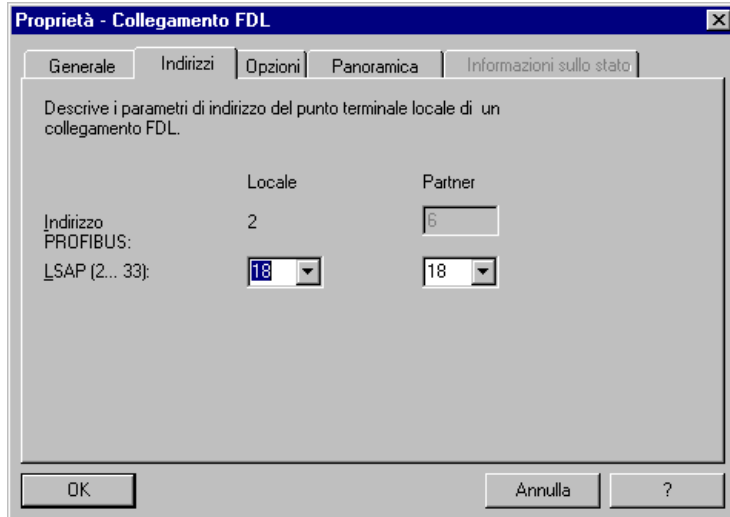 Proprietà - Collegamento FDL
Generale Indirizzi Opzioni Panoramica Informazioni sullo stato
Descrive i parametri di indirizzo del punto terminale locale di un
collegamento FDL.
Locale Partner
Indirizzo 2 6
PROFIBUS:
LSAP (2... 33): 18 18
OK Annulla ?